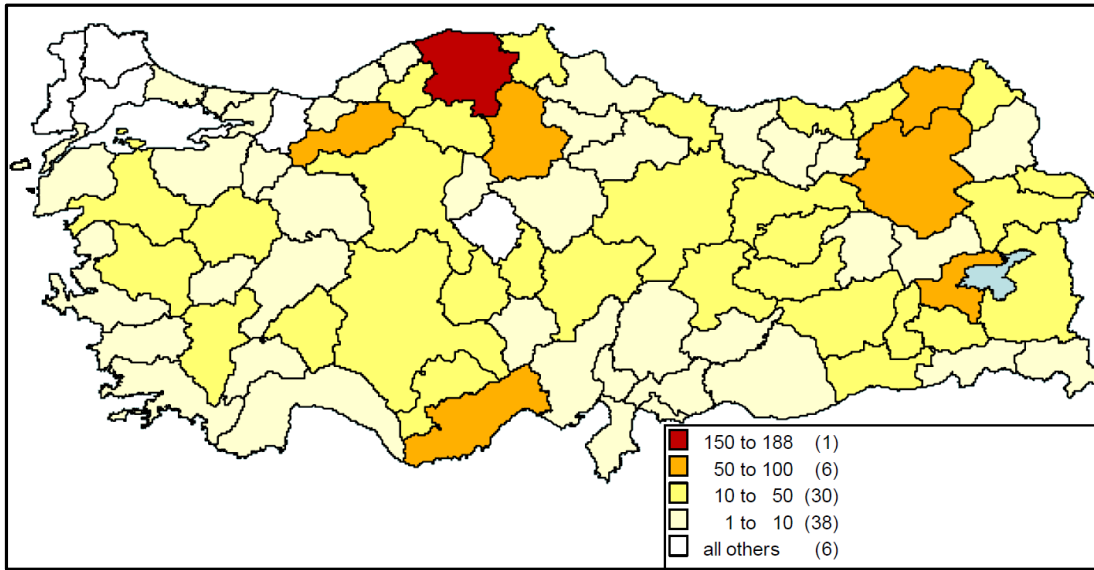 150 to 188 (1)
50 to 100 (6)
10 to 50 (30)
1 to 10 (38)
all others (6)